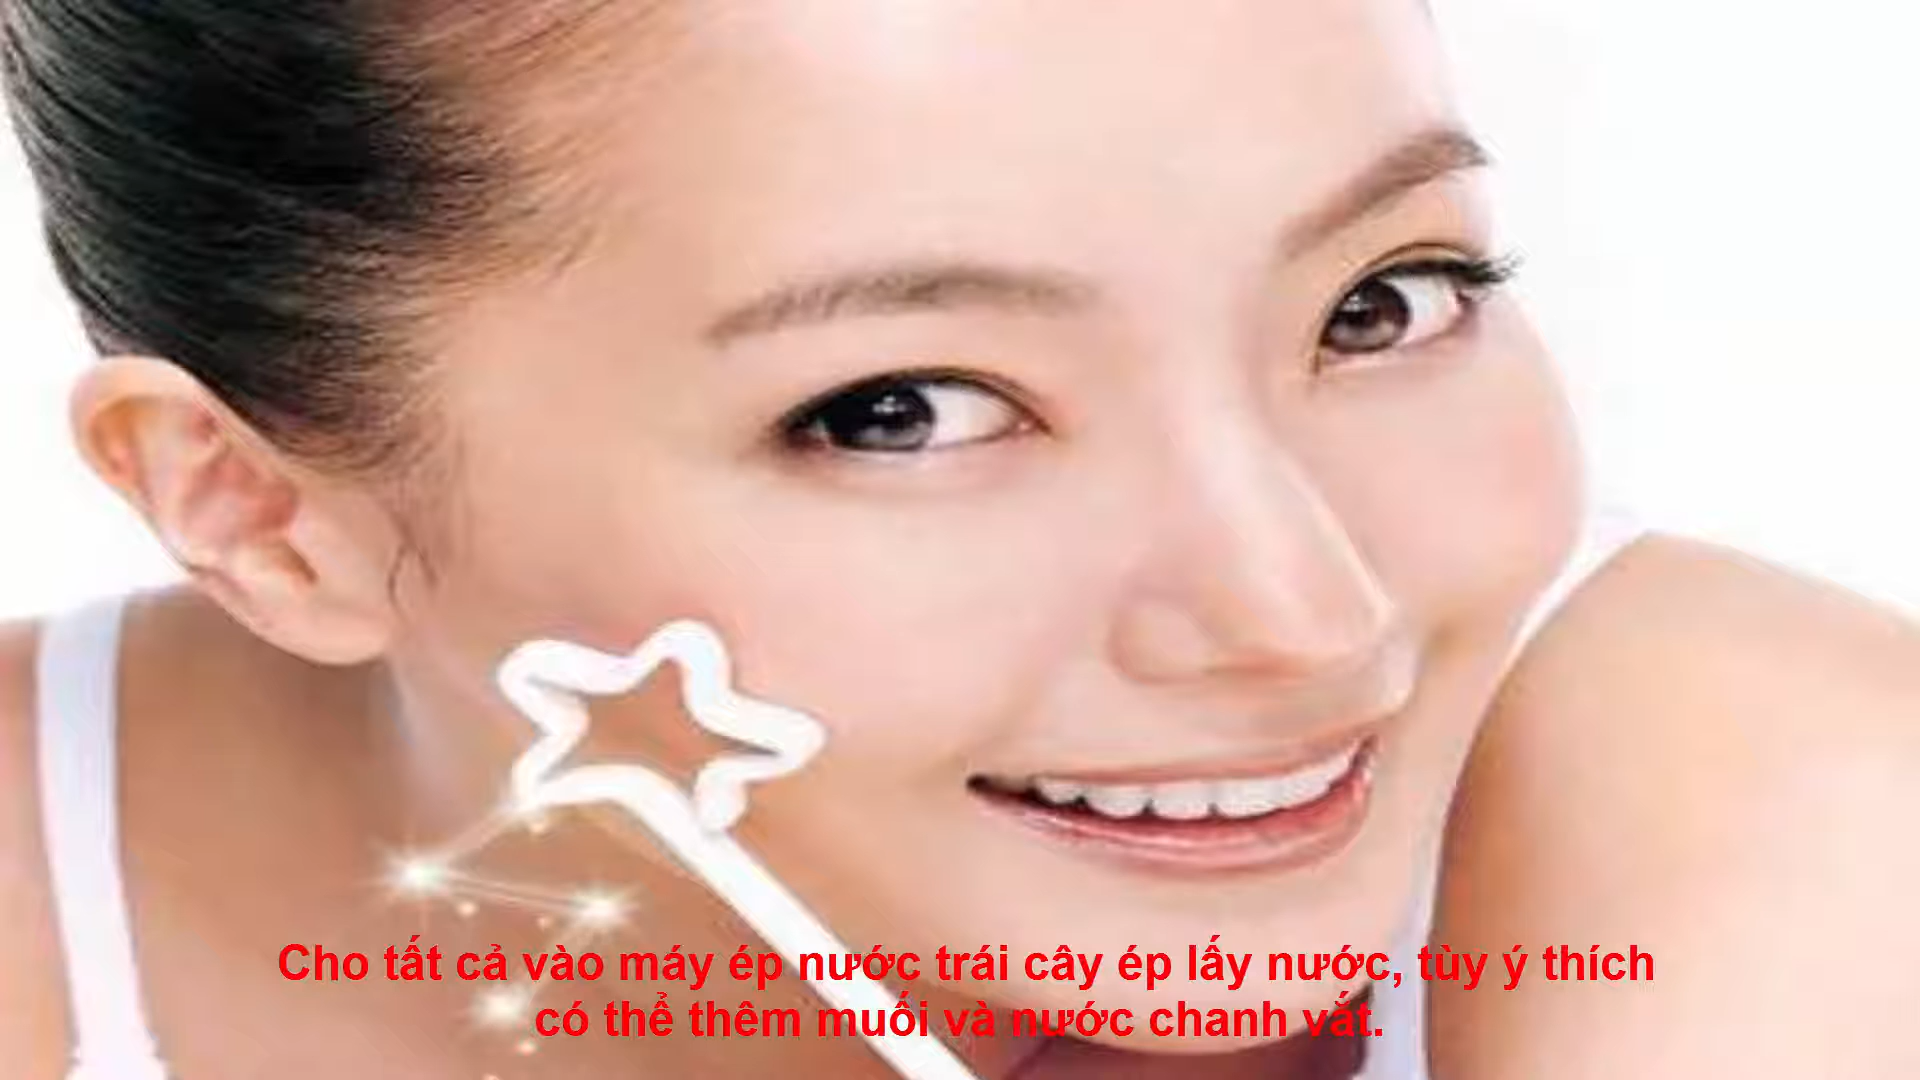 Cho tất cả vào máy ép nước trái cây ép lấy nước, tùy ý thích
có thể thêm muối và nước chanh vắt.